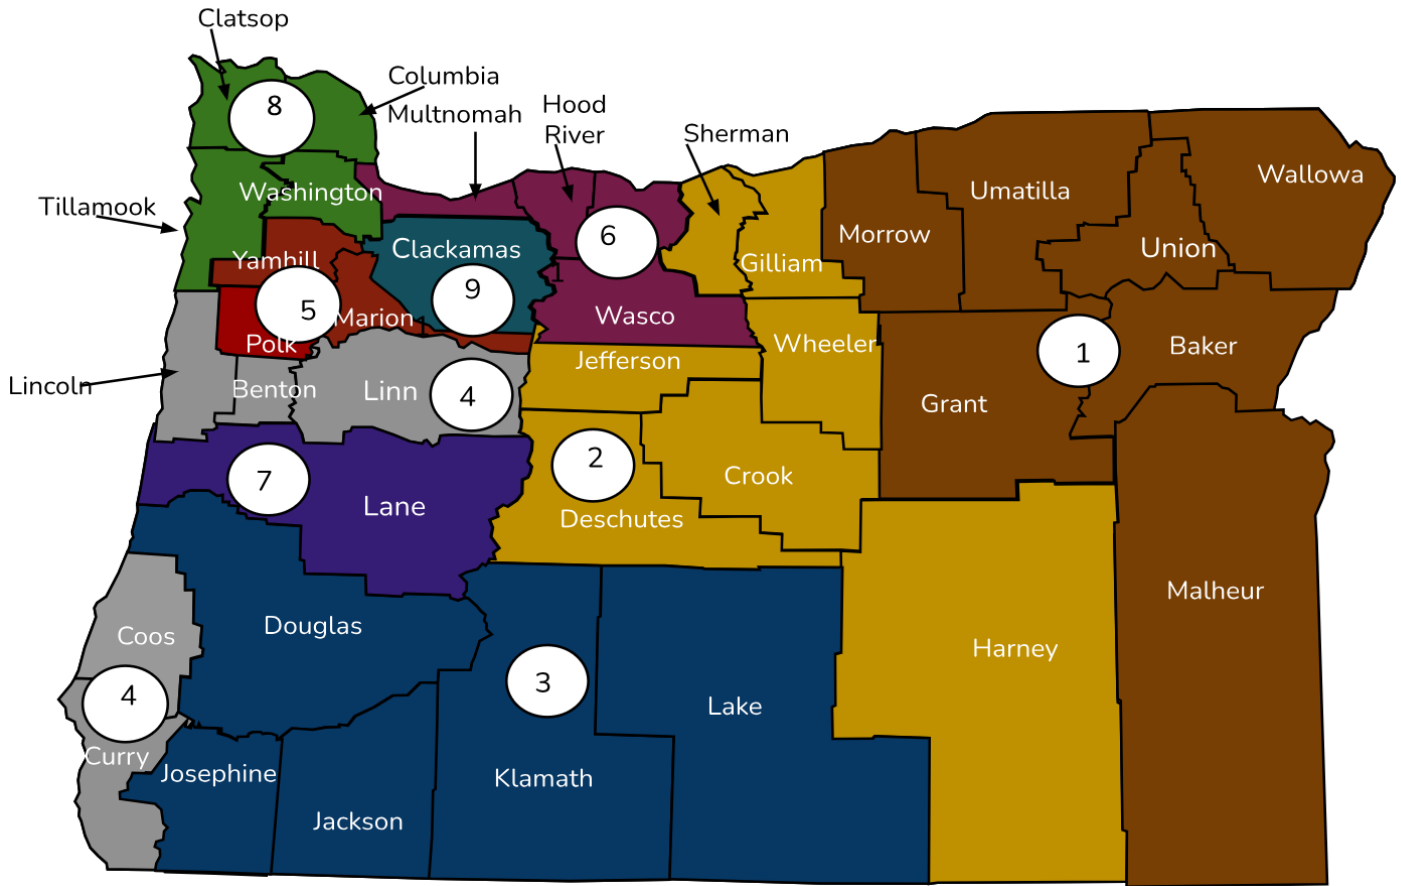 Clatsop
Columbia
Multnomah
Hood
River
Sherman
8
Washington
Tillamook
Wallowa
Umatilla
Morrow
Union
6
Clackamas
Yamhill
Gilliam
9
5
Marion
Wasco
Polk
Wheeler
Baker
1
Jefferson
Lincoln
Benton
Linn
4
Grant
2
Crook
7
Lane
Deschutes
Malheur
Douglas
Coos
Harney
3
4
Lake
Curry
Josephine
Klamath
Jackson